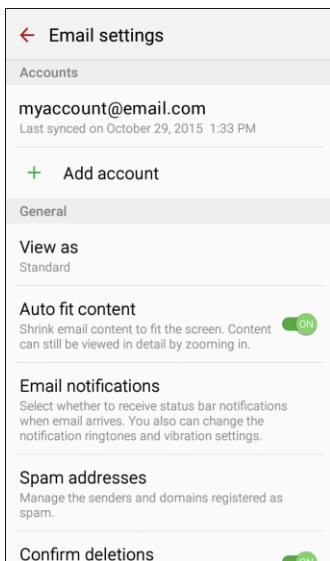 Email settings
Accounts
myaccount@email.com
Last synced on October 29, 2015  1:33 PM
+ Add account
General
View as
Standard
Auto fit content
Shrink email content to fit the screen. Content
can still be viewed in detail by zooming in.
ON
Email notifications
Select whether to receive status bar notifications
when email arrives. You also can change the
notification ringtones and vibration settings.
Spam addresses
Manage the senders and domains registered as
spam.
Confirm deletions
ON